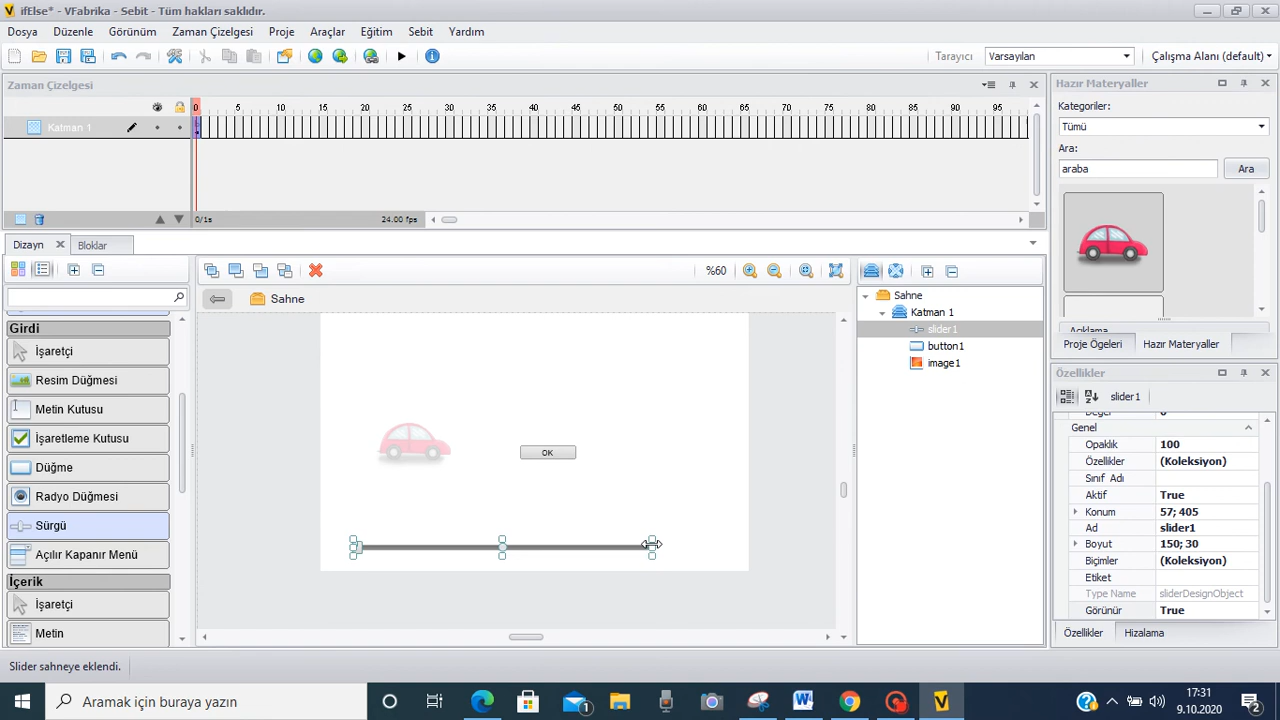 ifElse* - VFabrika - Sebit - Tüm hakları saklıdır.
Dosya Düzenle Görünüm Zaman Çizelgesi Proje Araçlar Eğitim Sebit Yardım
Tarayıcı Varsayılan Çalışma Alanı (default)
Zaman Çizelgesi
0 5 10 15 20 25 30 35 40 45 50 55 60 65 70 75 80 85 90 95
Katman 1
0/1s 24.00 fps
Hazır Materyaller
Kategoriler:
Tümü
Ara:
araba Ara
Açıklama
Proje Ögeleri Hazır Materyaller
Dizayn Bloklar
%60
Sahne
Girdi
İşaretçi
Resim Düğmesi
Metin Kutusu
İşaretleme Kutusu
Düğme
Radyo Düğmesi
Sürgü
Açılır Kapanır Menü
İçerik
İşaretçi
Metin
OK
Sahne
Katman 1
slider1
button1
image1
Özellikler
slider1
Değer 0
Genel
Opaklık 100
Özellikler (Koleksiyon)
Sınıf Adı
Aktif True
Konum 57; 405
Ad slider1
Boyut 150; 30
Biçimler (Koleksiyon)
Etiket
Type Name sliderDesignObject
Görünür True
Özellikler Hizalama
Slider sahneye eklendi.
Aramak için buraya yazın
1
17:31
9.10.2020
2